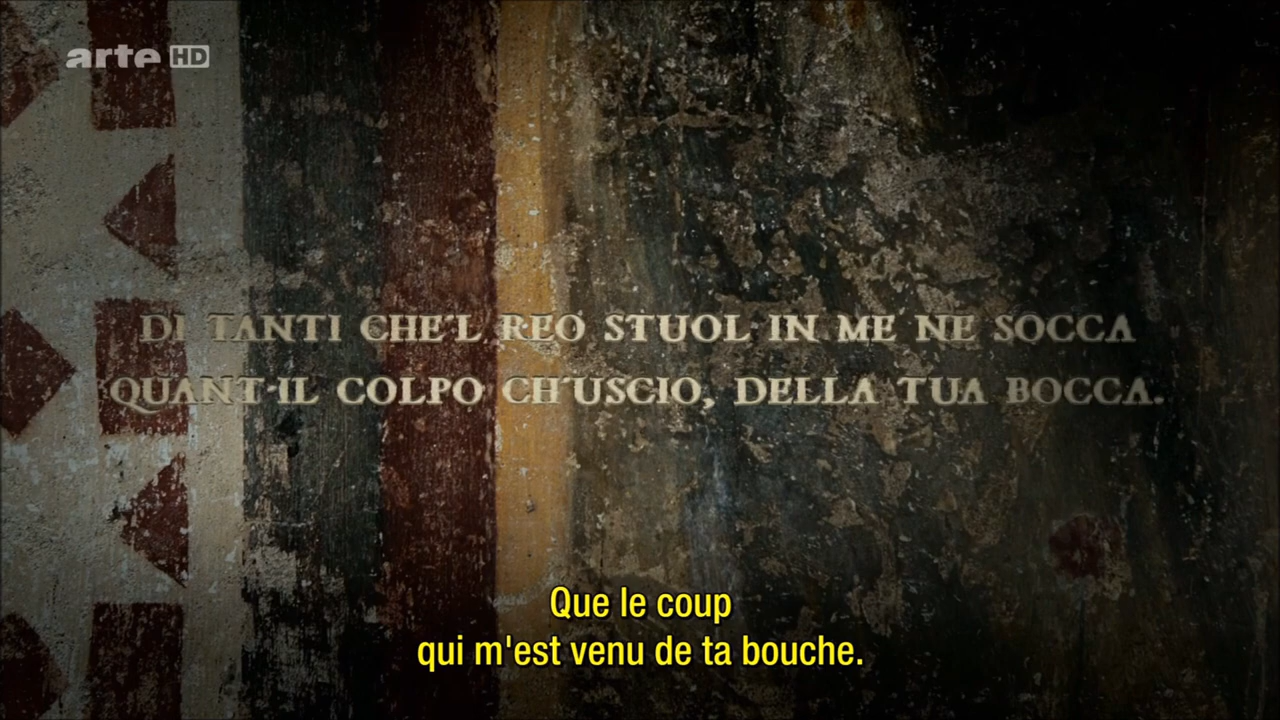 arte HD
DI TANTI CHE'L REO STUOL IN ME NE SOCCA
QUANT·IL COLPO CH'USCIO, DELLA TUA BOCCA.
Que le coup
qui m'est venu de ta bouche.